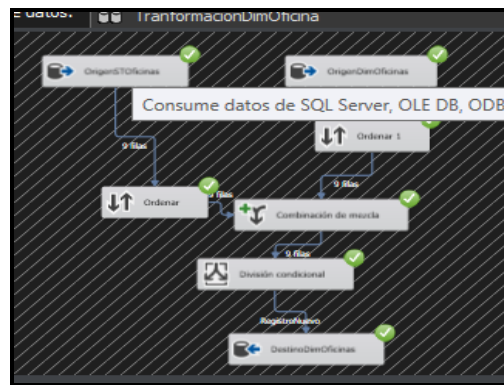 E datos: TranformacionDimOficina
OrigenSTOficinas
OrigenDimOficinas
Consume datos de SQL Server, OLE DB, ODB
Ordenar 1
9 filas
9 filas
Ordenar
filas
Combinación de mezcla
9 filas
División condicional
RegistroNuevo
DestinoDimOficinas